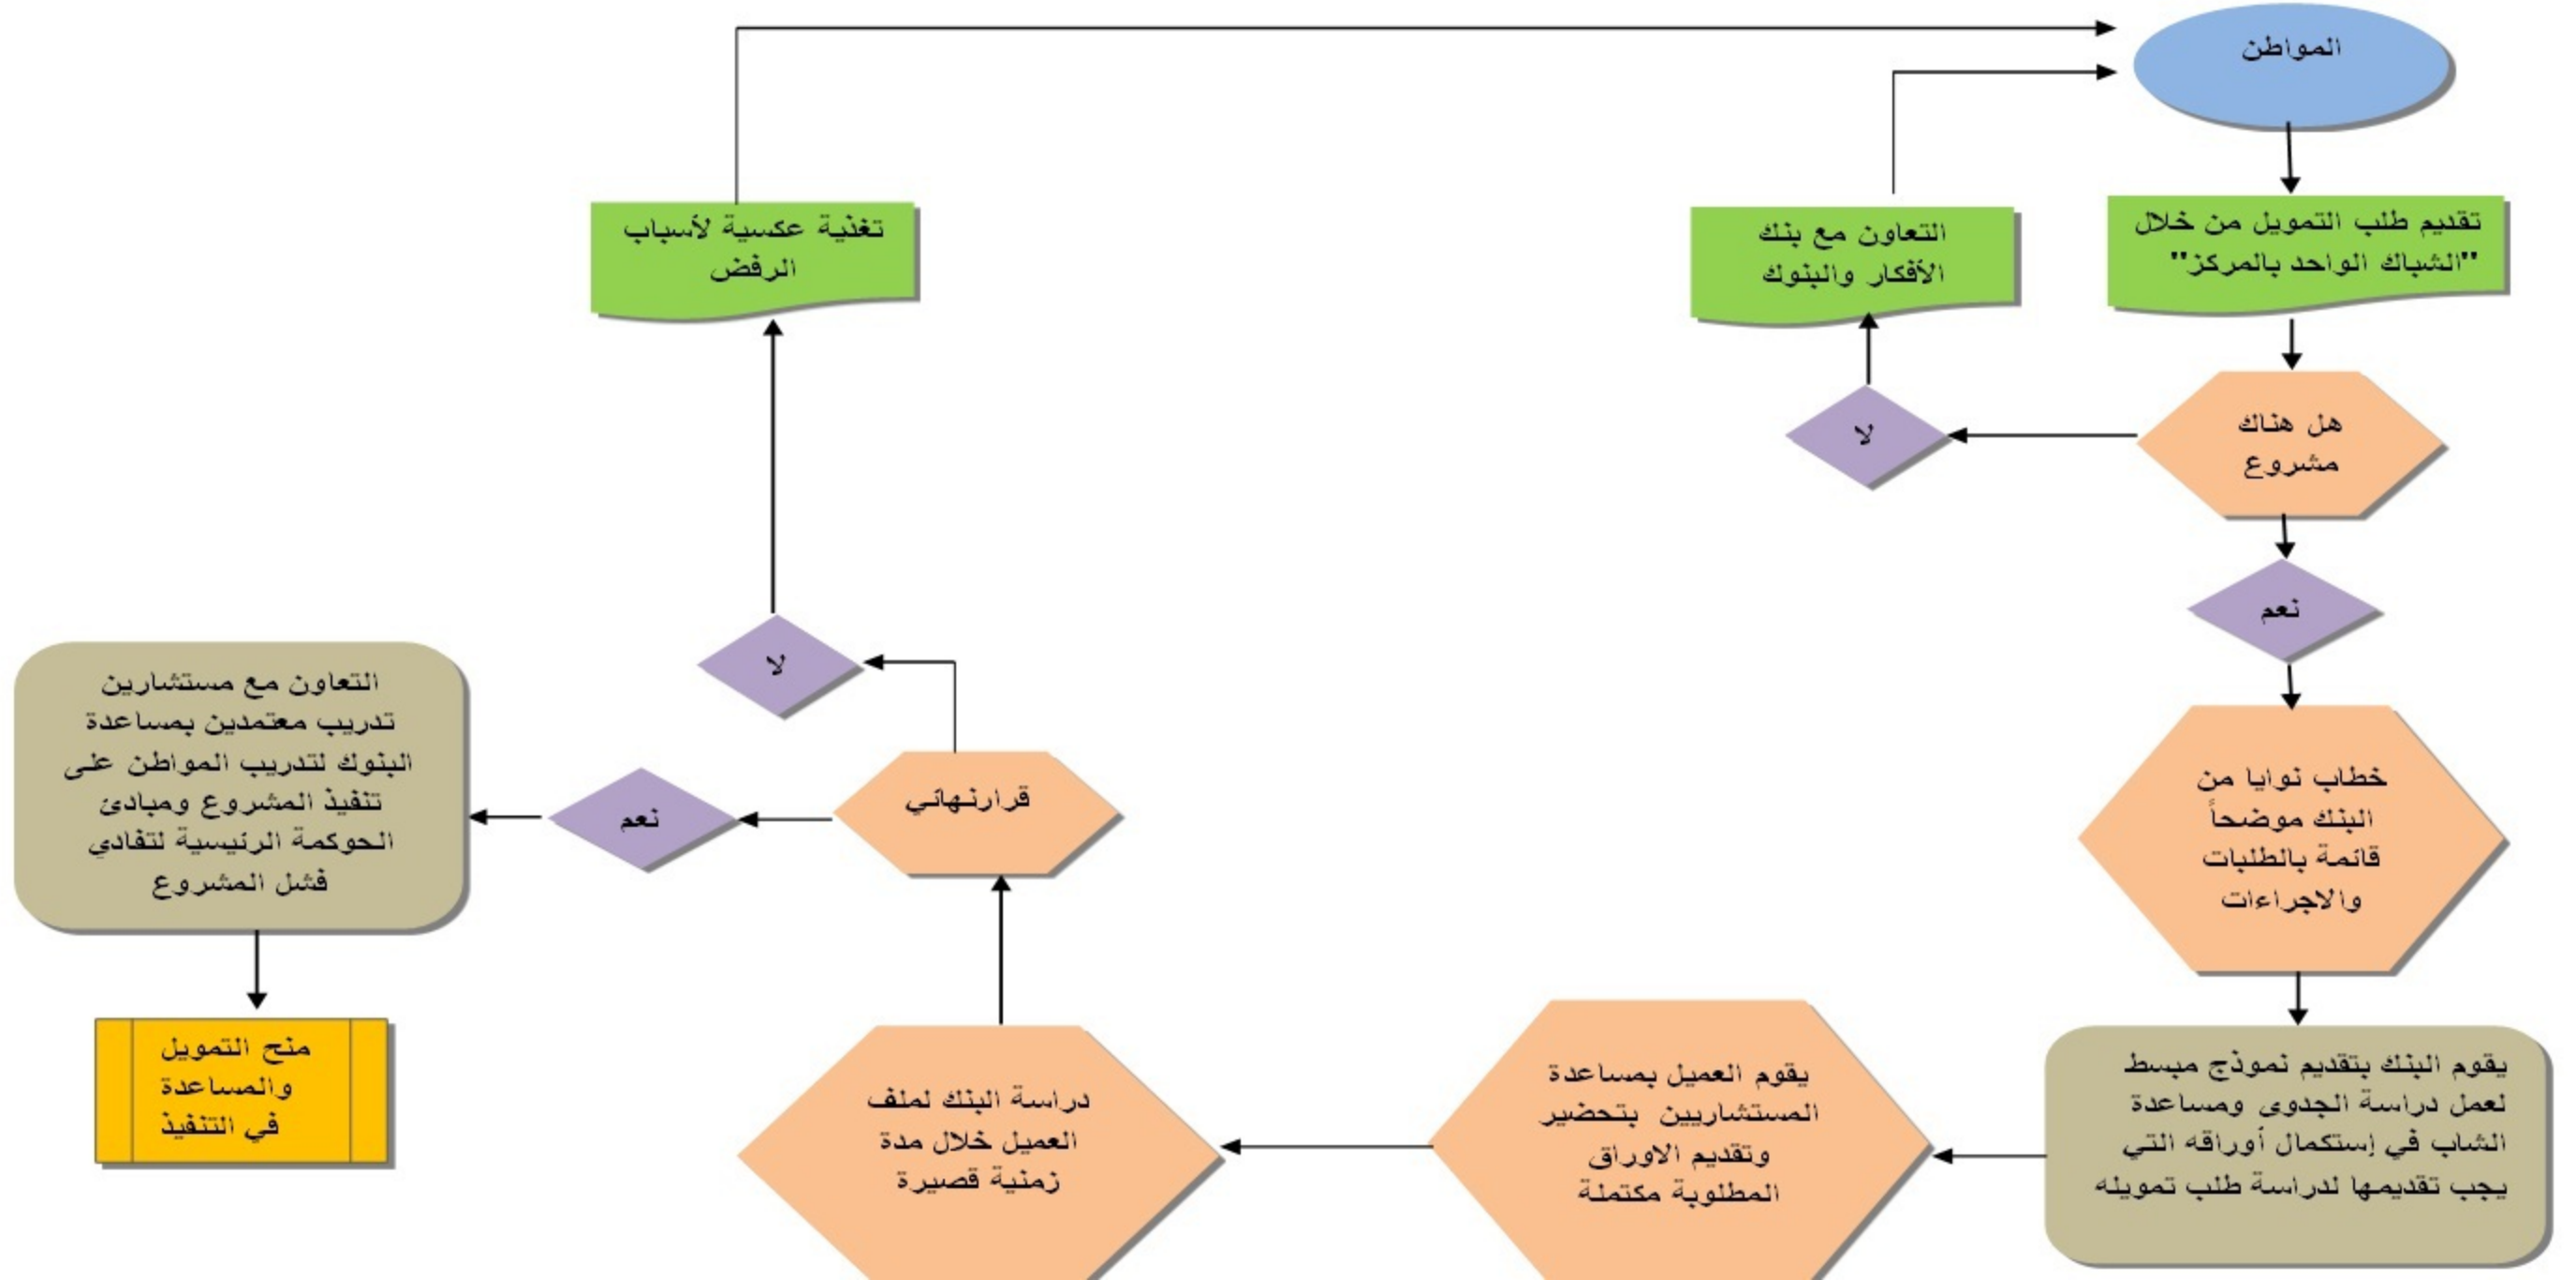 المواطن
تقديم طلب التمويل من خلال
"الشباك الواحد بالمركز"
هل هناك
مشروع
لا
التعاون مع بنك
الأفكار والبنوك
نعم
خطاب نوايا من
البنك موضحاً
قائمة بالطلبات
والاجراءات
يقوم البنك بتقديم نموذج مبسط
لعمل دراسة الجدوى ومساعدة
الشاب في إستكمال أوراقه التي
يجب تقديمها لدراسة طلب تمويله
يقوم العميل بمساعدة
المستشاريين بتحضير
وتقديم الاوراق
المطلوبة مكتملة
دراسة البنك لملف
العميل خلال مدة
زمنية قصيرة
قرارنهائي
لا
تغذية عكسية لأسباب
الرفض
نعم
التعاون مع مستشارين
تدريب معتمدين بمساعدة
البنوك لتدريب المواطن على
تنفيذ المشروع ومبادئ
الحوكمة الرئيسية لتفادي
فشل المشروع
منح التمويل
والمساعدة
في التنفيذ